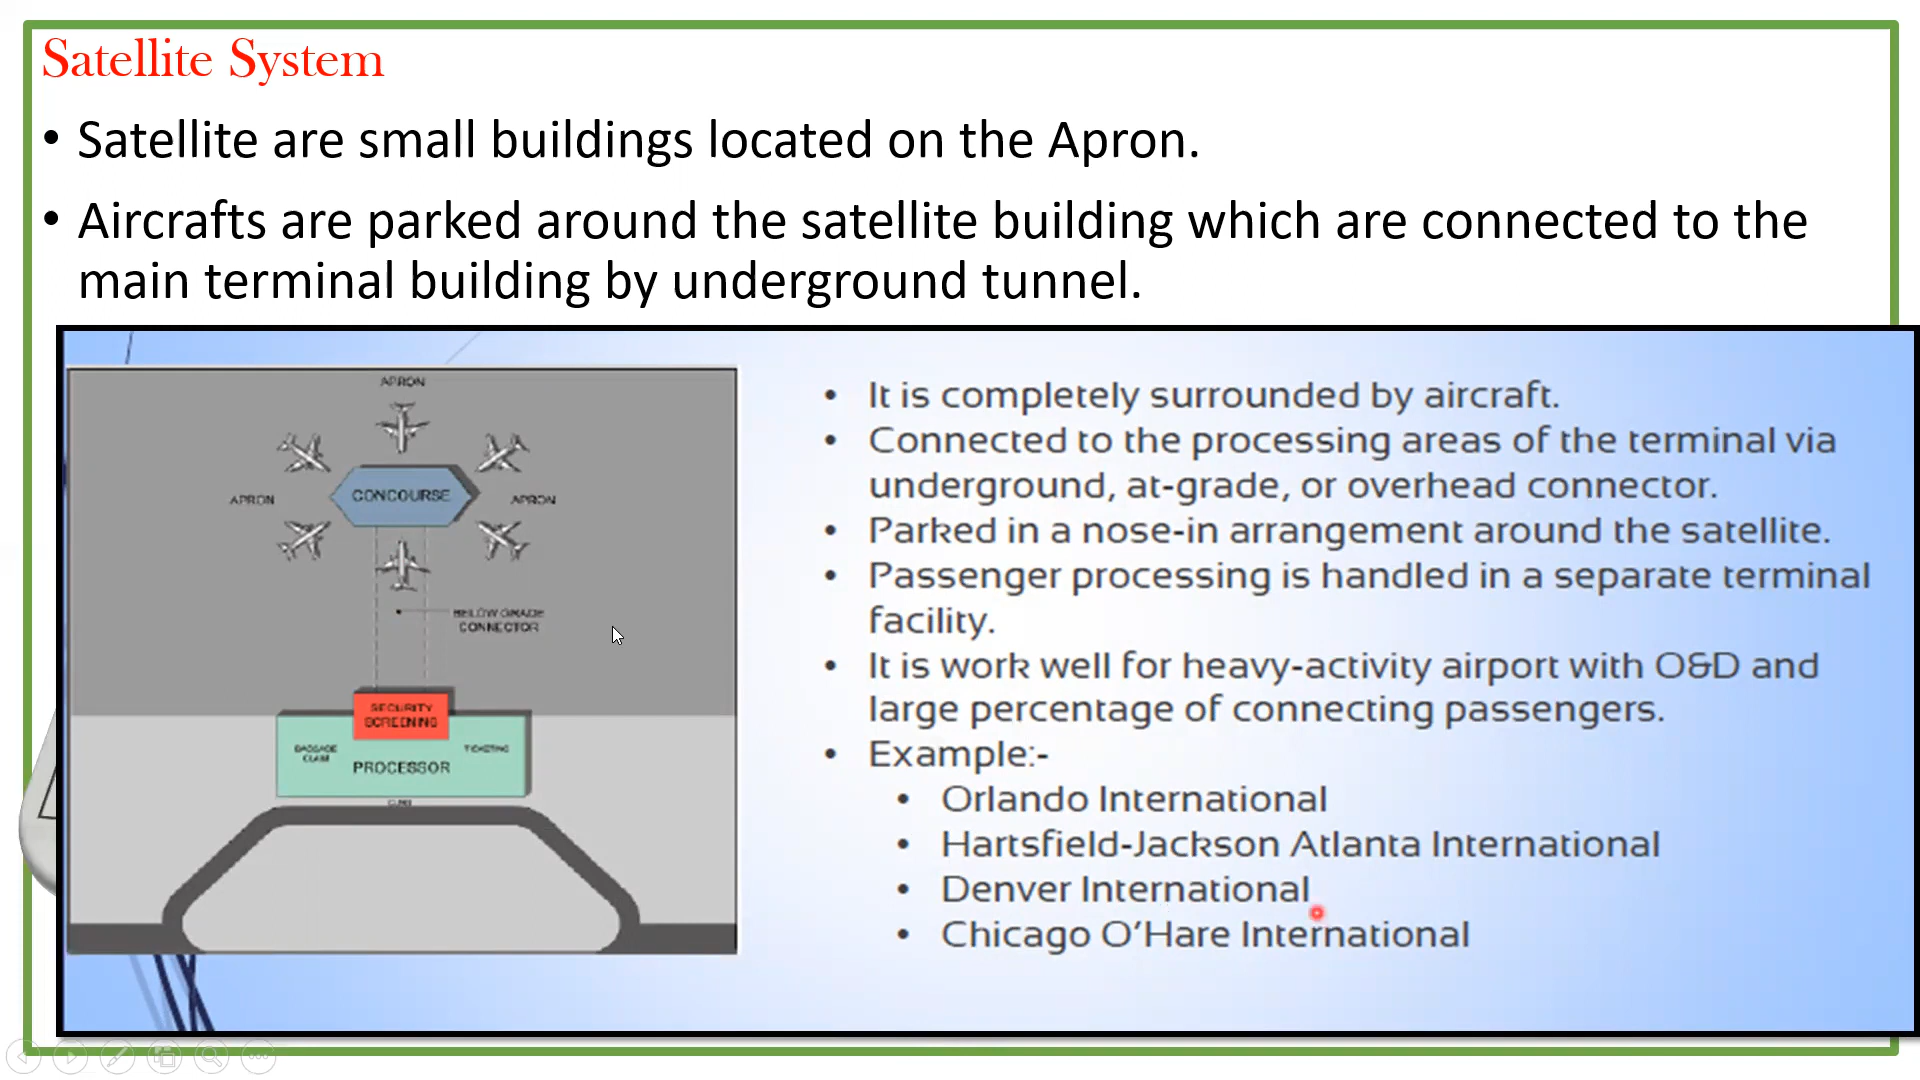 Satellite System
• Satellite are small buildings located on the Apron.
• Aircrafts are parked around the satellite building which are connected to the
main terminal building by underground tunnel.
APRON
CONCOURSE
APRON
APRON
BELOW GRADE
CONNECTOR
SECURITY
SCREENING
BAGGAGE
CLAIM
TICKETING
PROCESSOR
• It is completely surrounded by aircraft.
• Connected to the processing areas of the terminal via
underground, at-grade, or overhead connector.
• Parked in a nose-in arrangement around the satellite.
• Passenger processing is handled in a separate terminal
facility.
• It is work well for heavy-activity airport with O&D and
large percentage of connecting passengers.
• Example:-
• Orlando International
• Hartsfield-Jackson Atlanta International
• Denver International
• Chicago O'Hare International